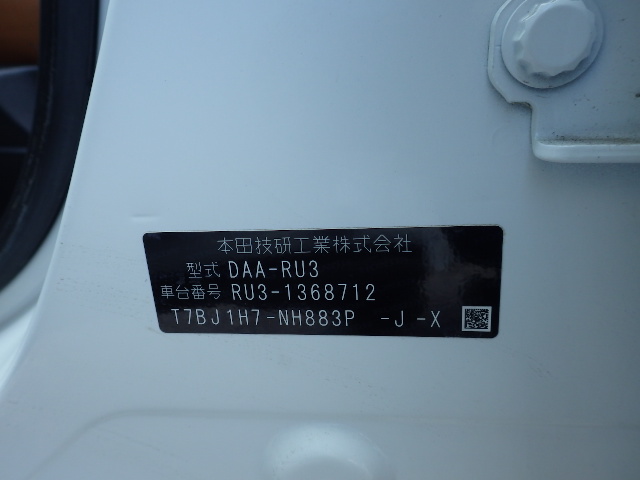 本田技研工業株式会社
型式 DAA-RU3
車台番号 RU3-1368712
T7BJ1H7-NH883P -J -X